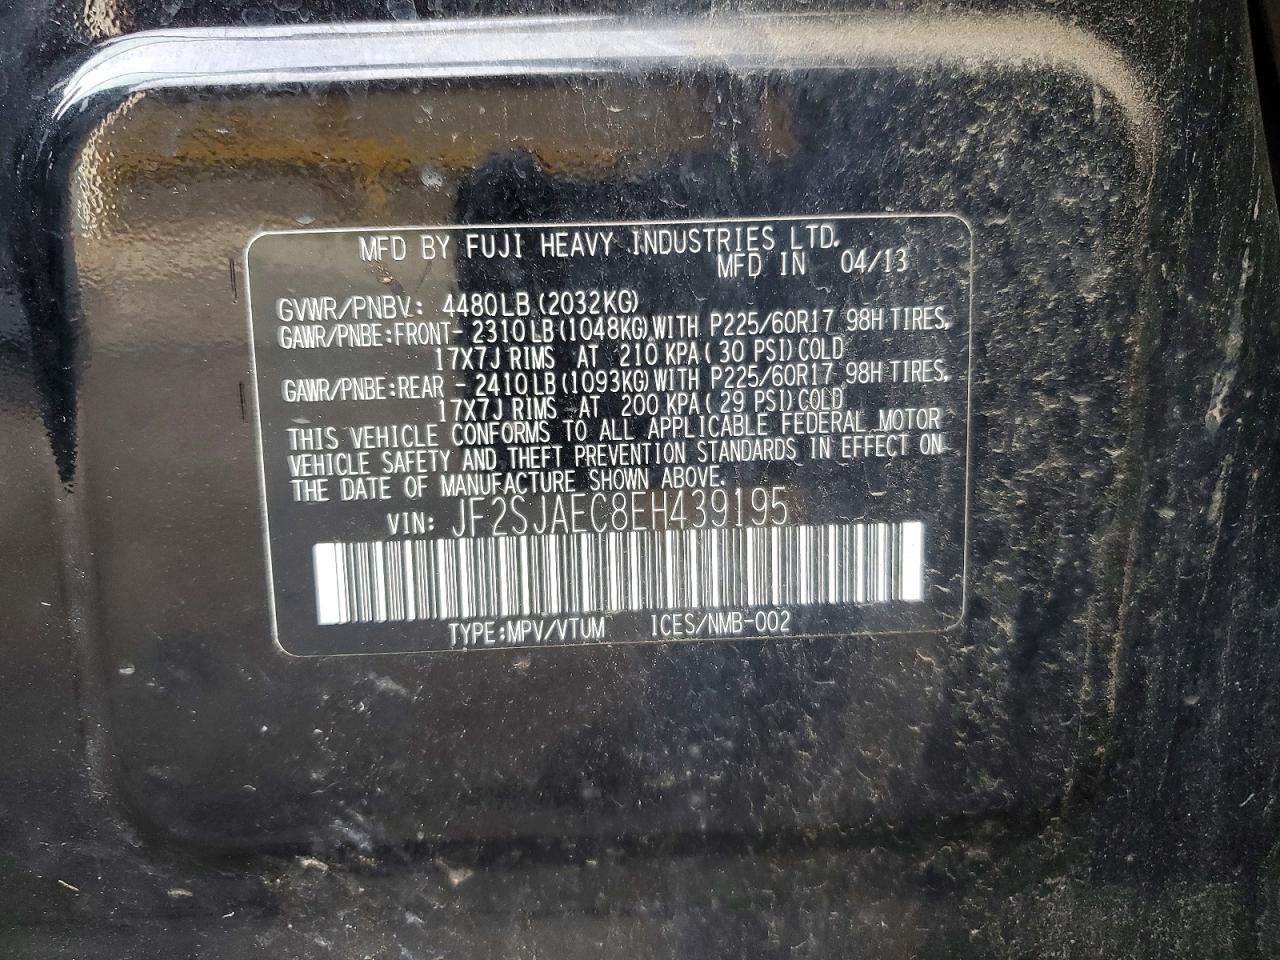 MFD BY FUJI HEAVY INDUSTRIES LTD.
MFD IN 04/13
GVWR/PNBV: 4480LB(2032KG)
GAWR/PNBE:FRONT- 2310LB(1048KG)WITH P225/60R17 98H TIRES,
17X7J RIMS AT 210 KPA(30 PSI)COLD
GAWR/PNBE:REAR - 2410LB(1093KG)WITH P225/60R17 98H TIRES,
17X7J RIMS AT 200 KPA(29 PSI)COLD
THIS VEHICLE CONFORMS TO ALL APPLICABLE FEDERAL MOTOR
VEHICLE SAFETY AND THEFT PREVENTION STANDARDS IN EFFECT ON
THE DATE OF MANUFACTURE SHOWN ABOVE.
VIN: JF2SJAEC8EH439195
TYPE:MPV/VTUM ICES/NMB-002